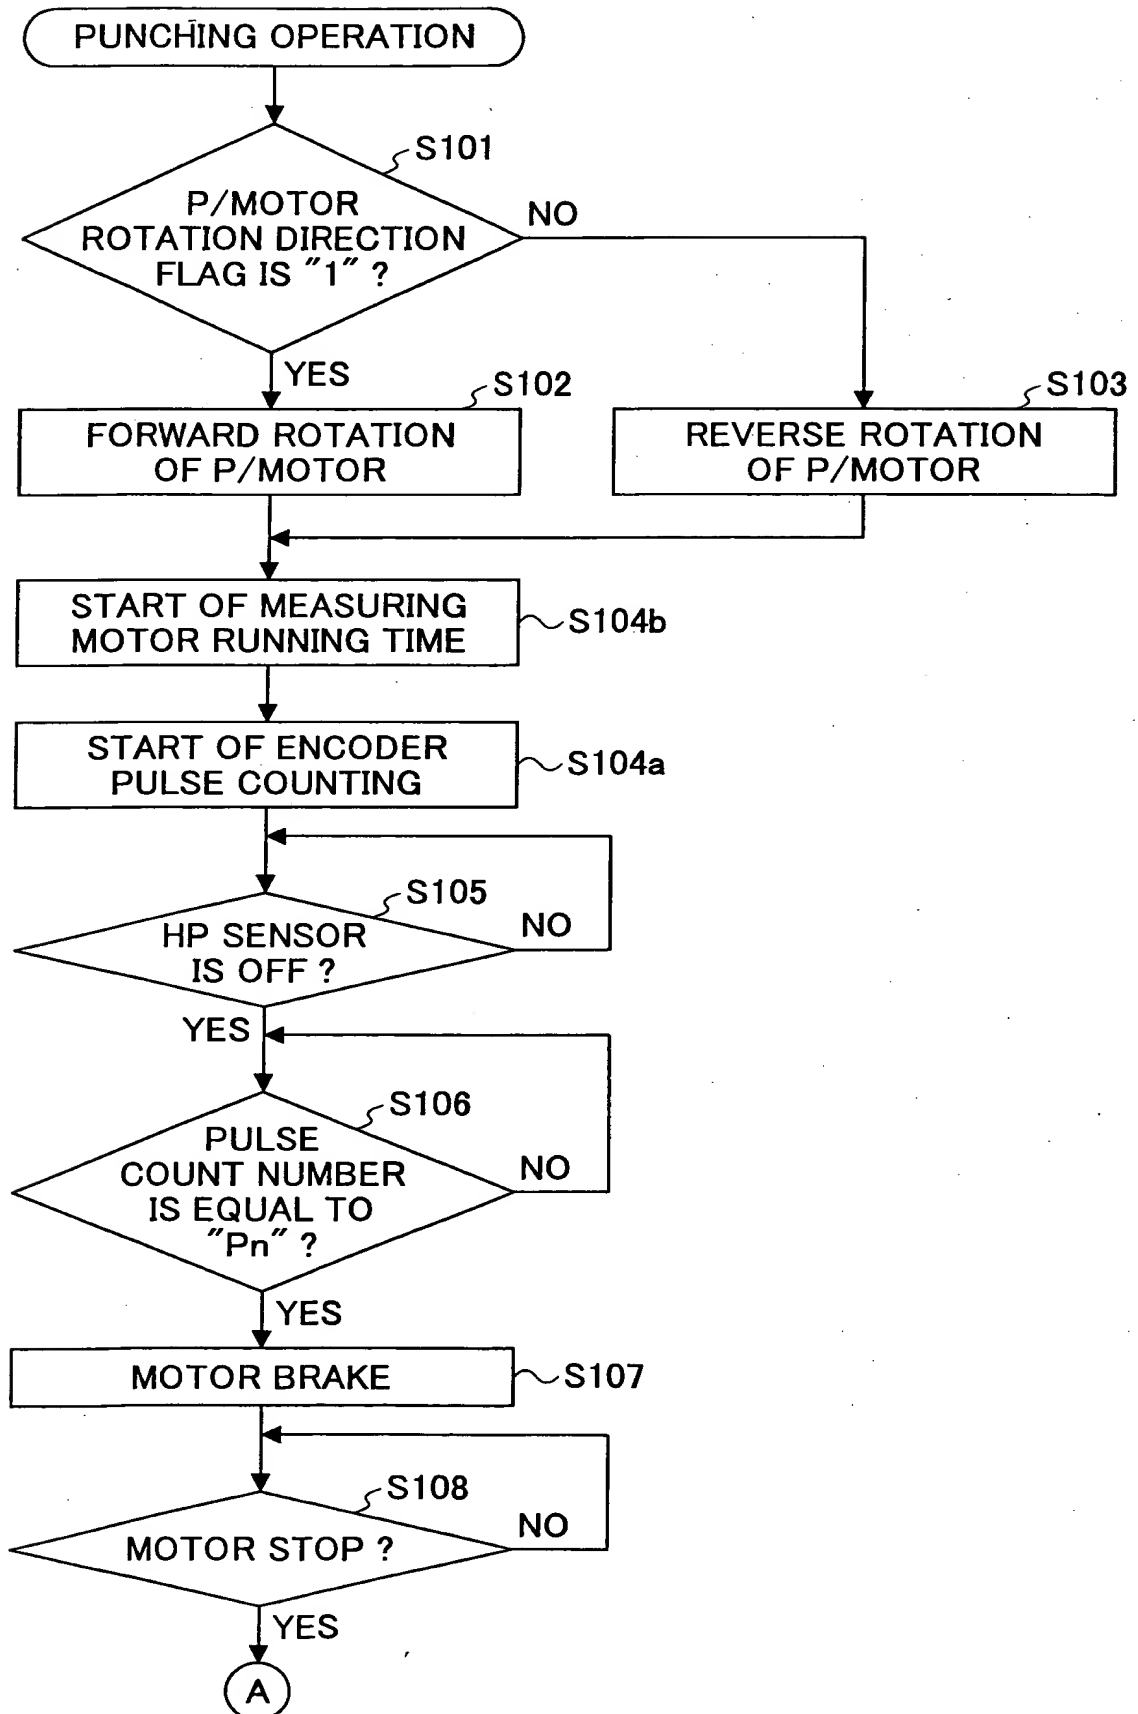 PUNCHING OPERATION
S101
P/MOTOR
ROTATION DIRECTION
FLAG IS "1" ?
NO
YES
S102
FORWARD ROTATION
OF P/MOTOR
S103
REVERSE ROTATION
OF P/MOTOR
START OF MEASURING
MOTOR RUNNING TIME
S104b
START OF ENCODER
PULSE COUNTING
S104a
S105
HP SENSOR
IS OFF ?
NO
YES
S106
PULSE
COUNT NUMBER
IS EQUAL TO
"Pn" ?
NO
YES
MOTOR BRAKE
S107
S108
MOTOR STOP ?
NO
YES
A